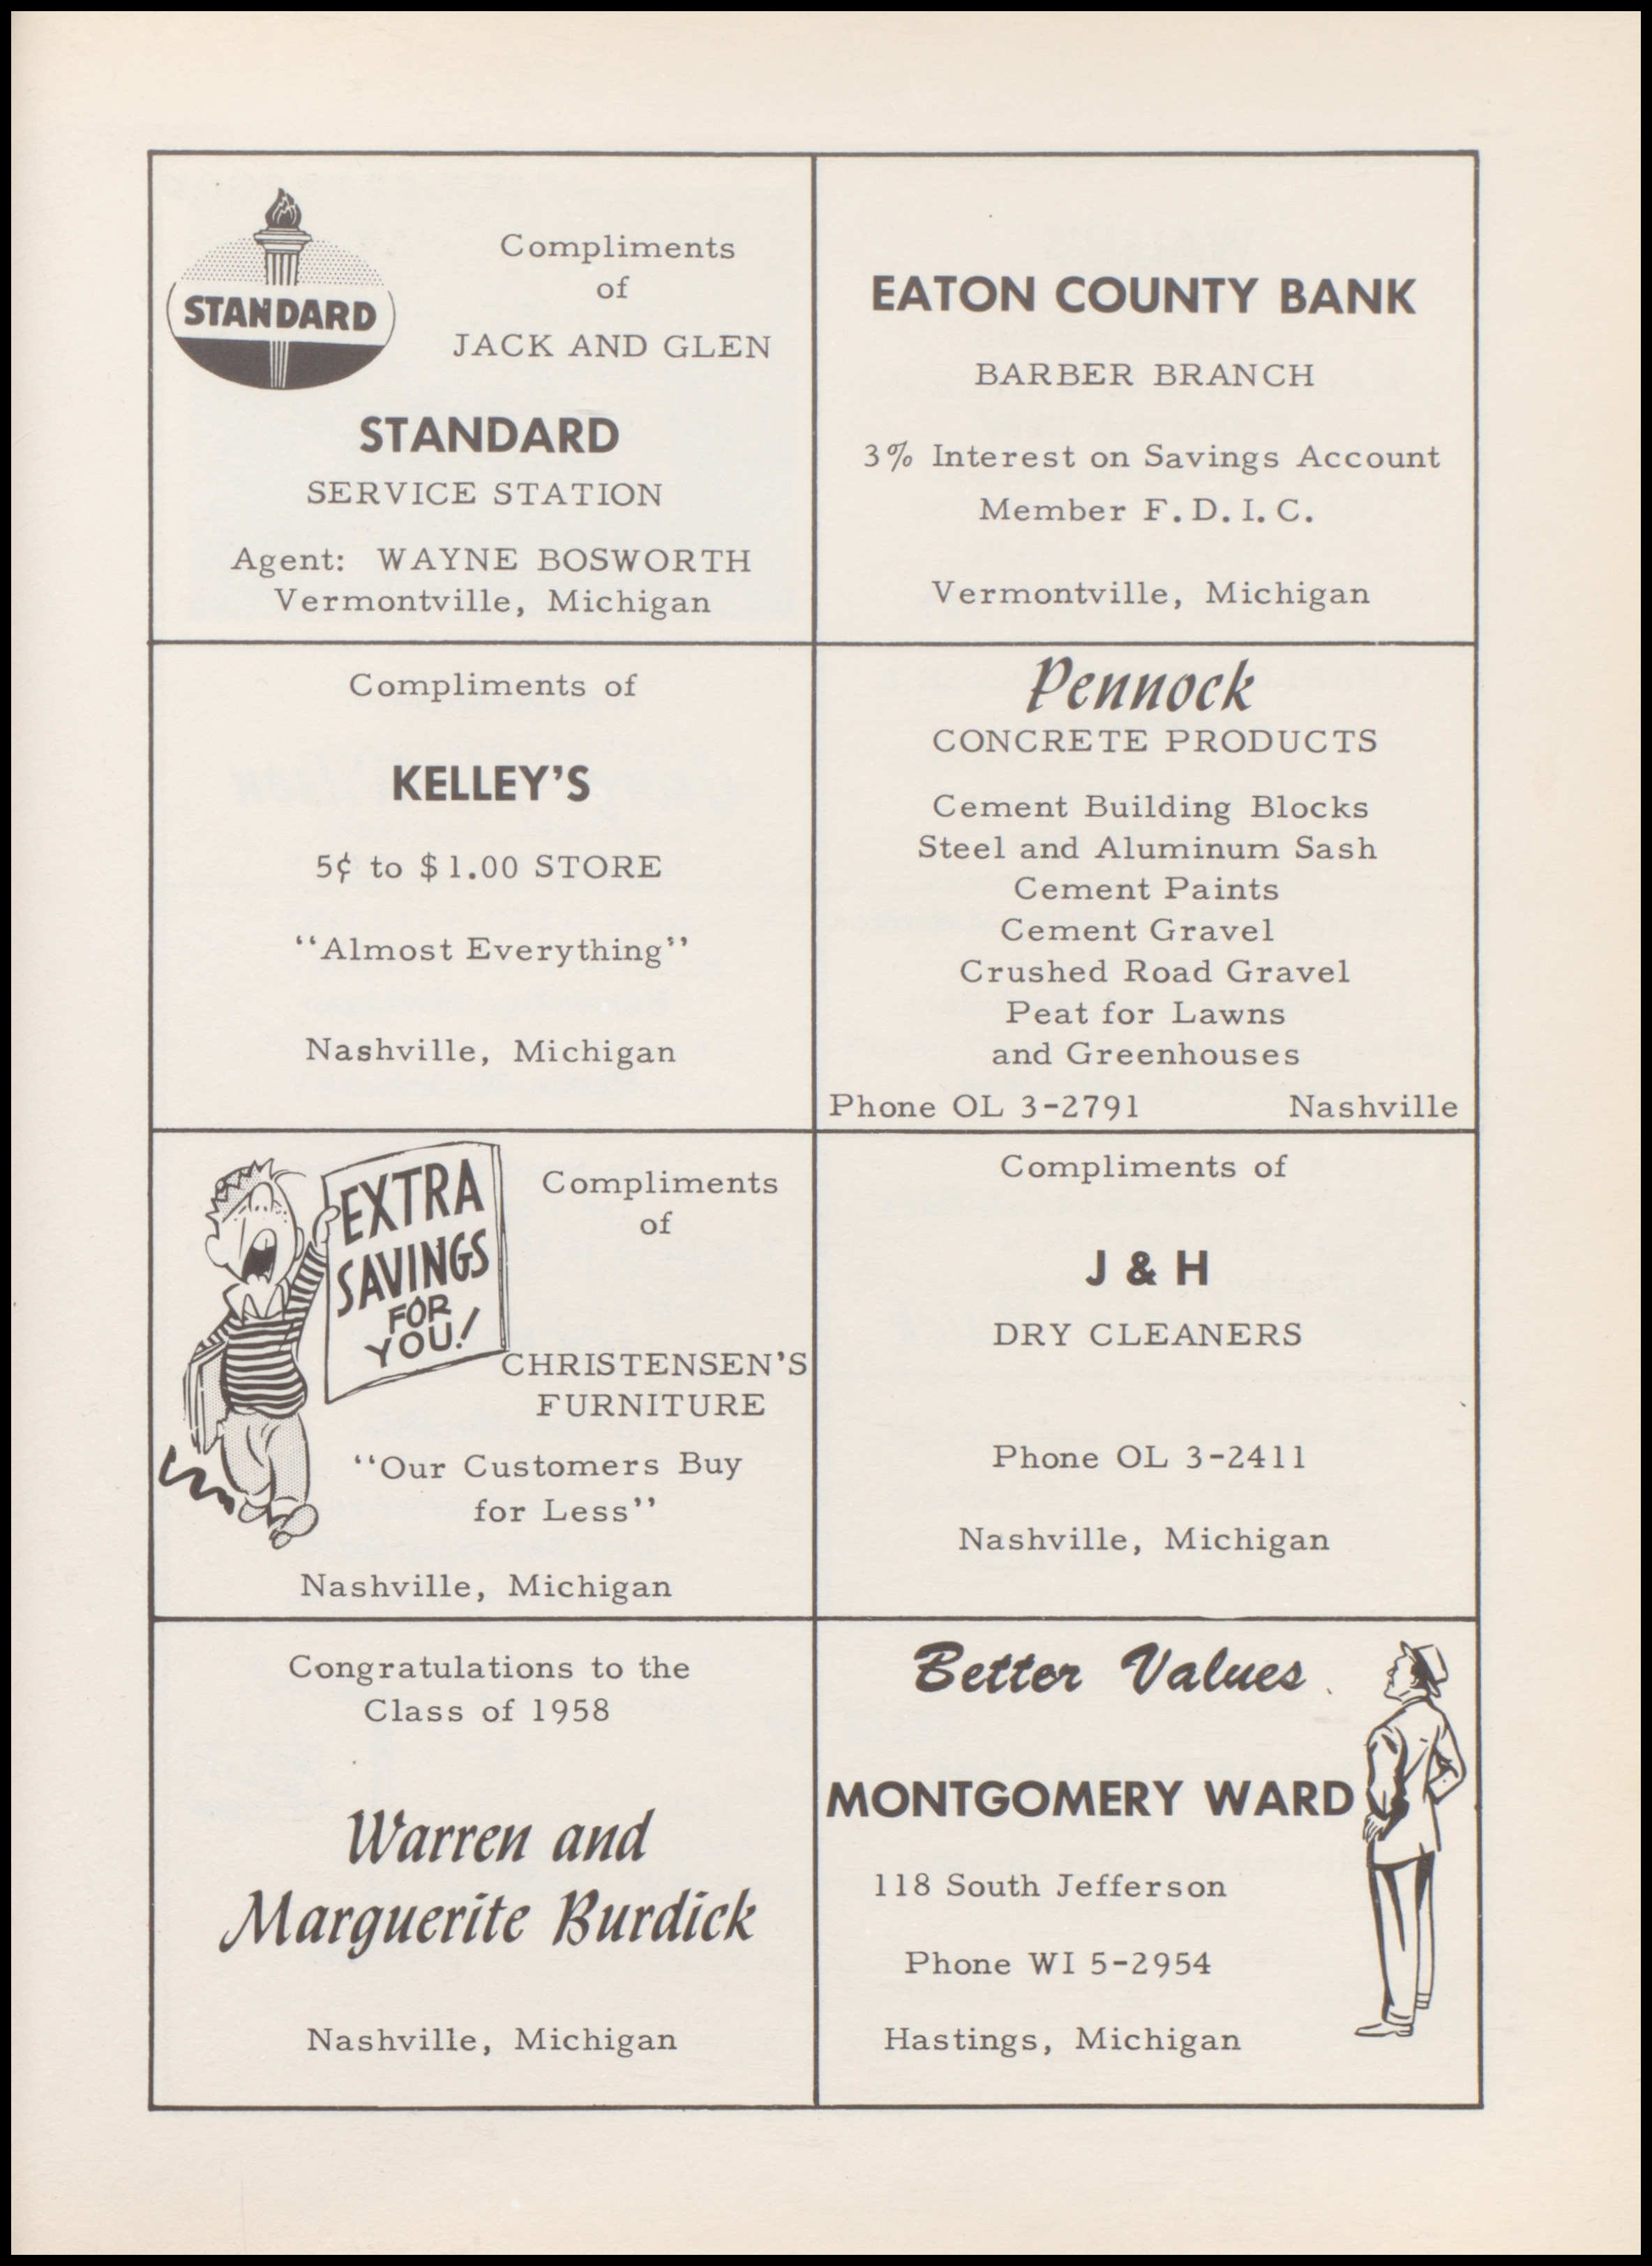 STANDARD
Compliments
of
JACK AND GLEN
STANDARD
SERVICE STATION
Agent: WAYNE BOSWORTH
Vermontville, Michigan
EATON COUNTY BANK
BARBER BRANCH
3% Interest on Savings Account
Member F. D. I. C.
Vermontville, Michigan
Compliments of
KELLEY'S
5¢ to $1.00 STORE
"Almost Everything"
Nashville, Michigan
Pennock
CONCRETE PRODUCTS
Cement Building Blocks
Steel and Aluminum Sash
Cement Paints
Cement Gravel
Crushed Road Gravel
Peat for Lawns
and Greenhouses
Phone OL 3-2791 Nashville
EXTRA
SAVINGS
FOR
YOU!
Compliments
of
CHRISTENSEN'S
FURNITURE
"Our Customers Buy
for Less"
Nashville, Michigan
Compliments of
J & H
DRY CLEANERS
Phone OL 3-2411
Nashville, Michigan
Congratulations to the
Class of 1958
Warren and
Marguerite Burdick
Nashville, Michigan
Better Values
MONTGOMERY WARD
118 South Jefferson
Phone WI 5-2954
Hastings, Michigan